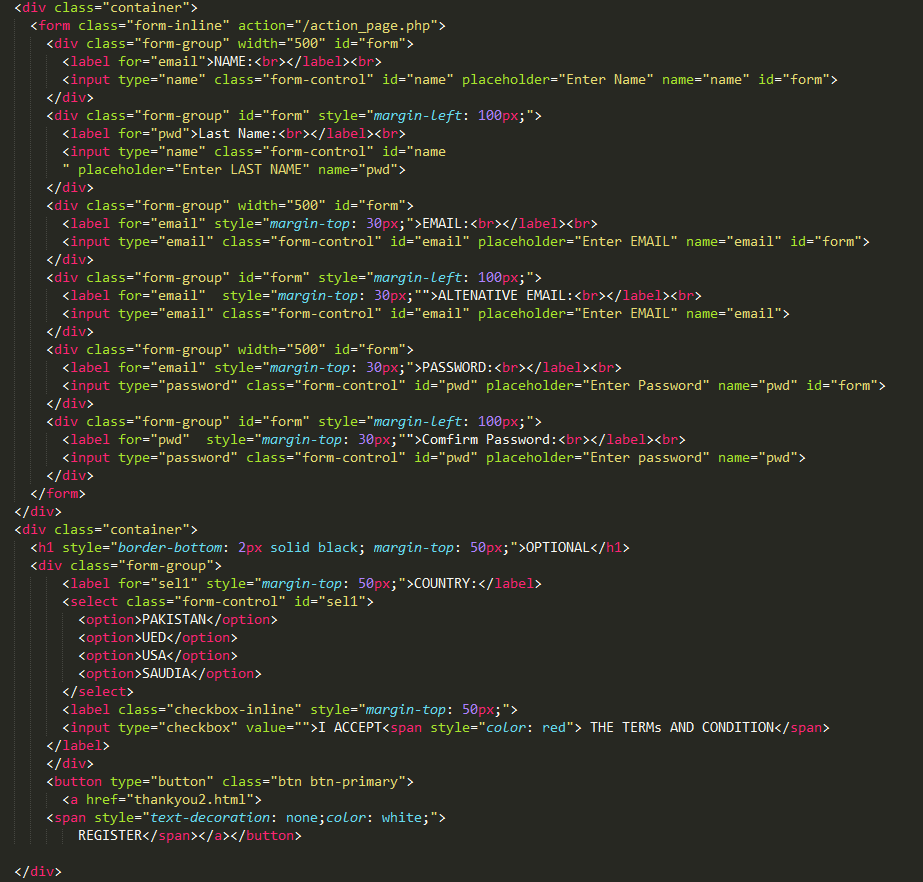 <div class="container">
<form class="form-inline" action="/action_page.php">
<div class="form-group" width="500" id="form">
<label for="email">NAME:<br></label><br>
<input type="name" class="form-control" id="name" placeholder="Enter Name" name="name" id="form">
</div>
<div class="form-group" id="form" style="margin-left: 100px;">
<label for="pwd">Last Name:<br></label><br>
<input type="name" class="form-control" id="name
" placeholder="Enter LAST NAME" name="pwd">
</div>
<div class="form-group" width="500" id="form">
<label for="email" style="margin-top: 30px;">EMAIL:<br></label><br>
<input type="email" class="form-control" id="email" placeholder="Enter EMAIL" name="email" id="form">
</div>
<div class="form-group" id="form" style="margin-left: 100px;">
<label for="email"  style="margin-top: 30px;"">ALTENATIVE EMAIL:<br></label><br>
<input type="email" class="form-control" id="email" placeholder="Enter EMAIL" name="email">
</div>
<div class="form-group" width="500" id="form">
<label for="email" style="margin-top: 30px;">PASSWORD:<br></label><br>
<input type="password" class="form-control" id="pwd" placeholder="Enter Password" name="pwd" id="form">
</div>
<div class="form-group" id="form" style="margin-left: 100px;">
<label for="pwd"  style="margin-top: 30px;"">Comfirm Password:<br></label><br>
<input type="password" class="form-control" id="pwd" placeholder="Enter password" name="pwd">
</div>
</form>
</div>
<div class="container">
<h1 style="border-bottom: 2px solid black; margin-top: 50px;">OPTIONAL</h1>
<div class="form-group">
<label for="sel1" style="margin-top: 50px;">COUNTRY:</label>
<select class="form-control" id="sel1">
<option>PAKISTAN</option>
<option>UED</option>
<option>USA</option>
<option>SAUDIA</option>
</select>
<label class="checkbox-inline" style="margin-top: 50px;">
<input type="checkbox" value="">I ACCEPT<span style="color: red"> THE TERMs AND CONDITION</span>
</label>
</div>
<button type="button" class="btn btn-primary">
<a href="thankyou2.html">
<span style="text-decoration: none;color: white;">
REGISTER</span></a></button>
</div>